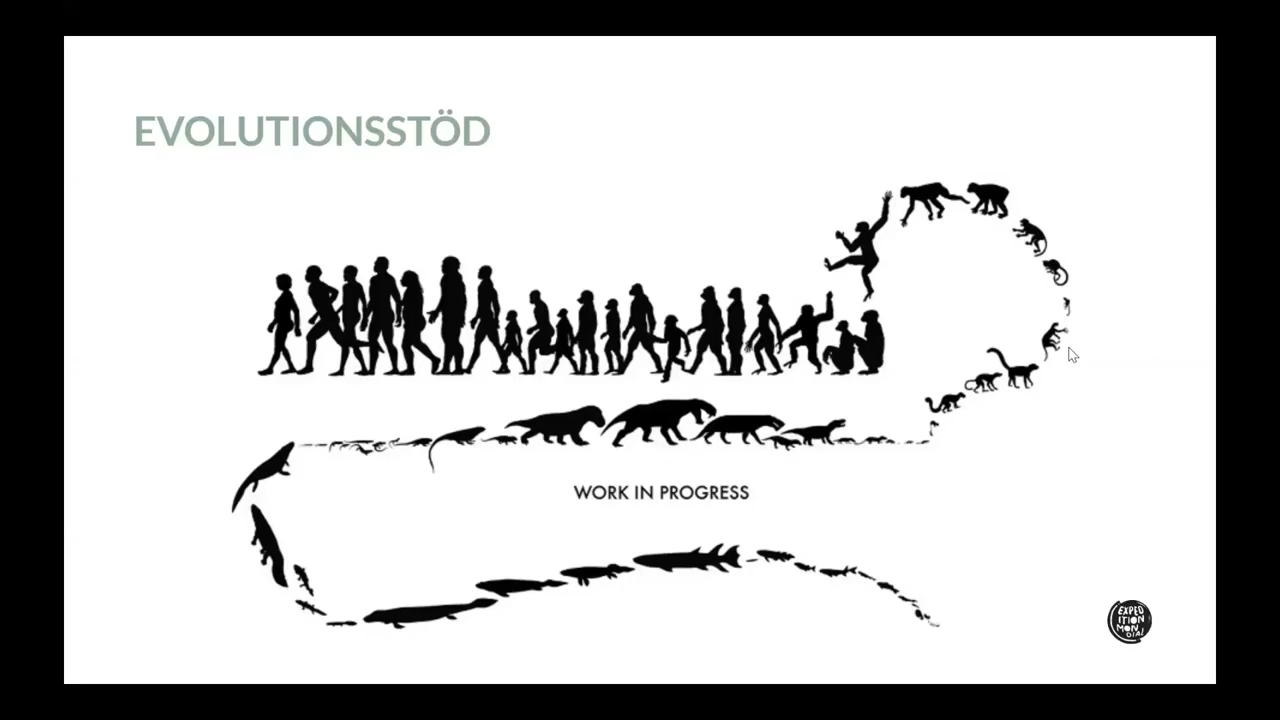 EVOLUTIONSSTÖD
WORK IN PROGRESS
EXPED
ITION
MON
DIAL